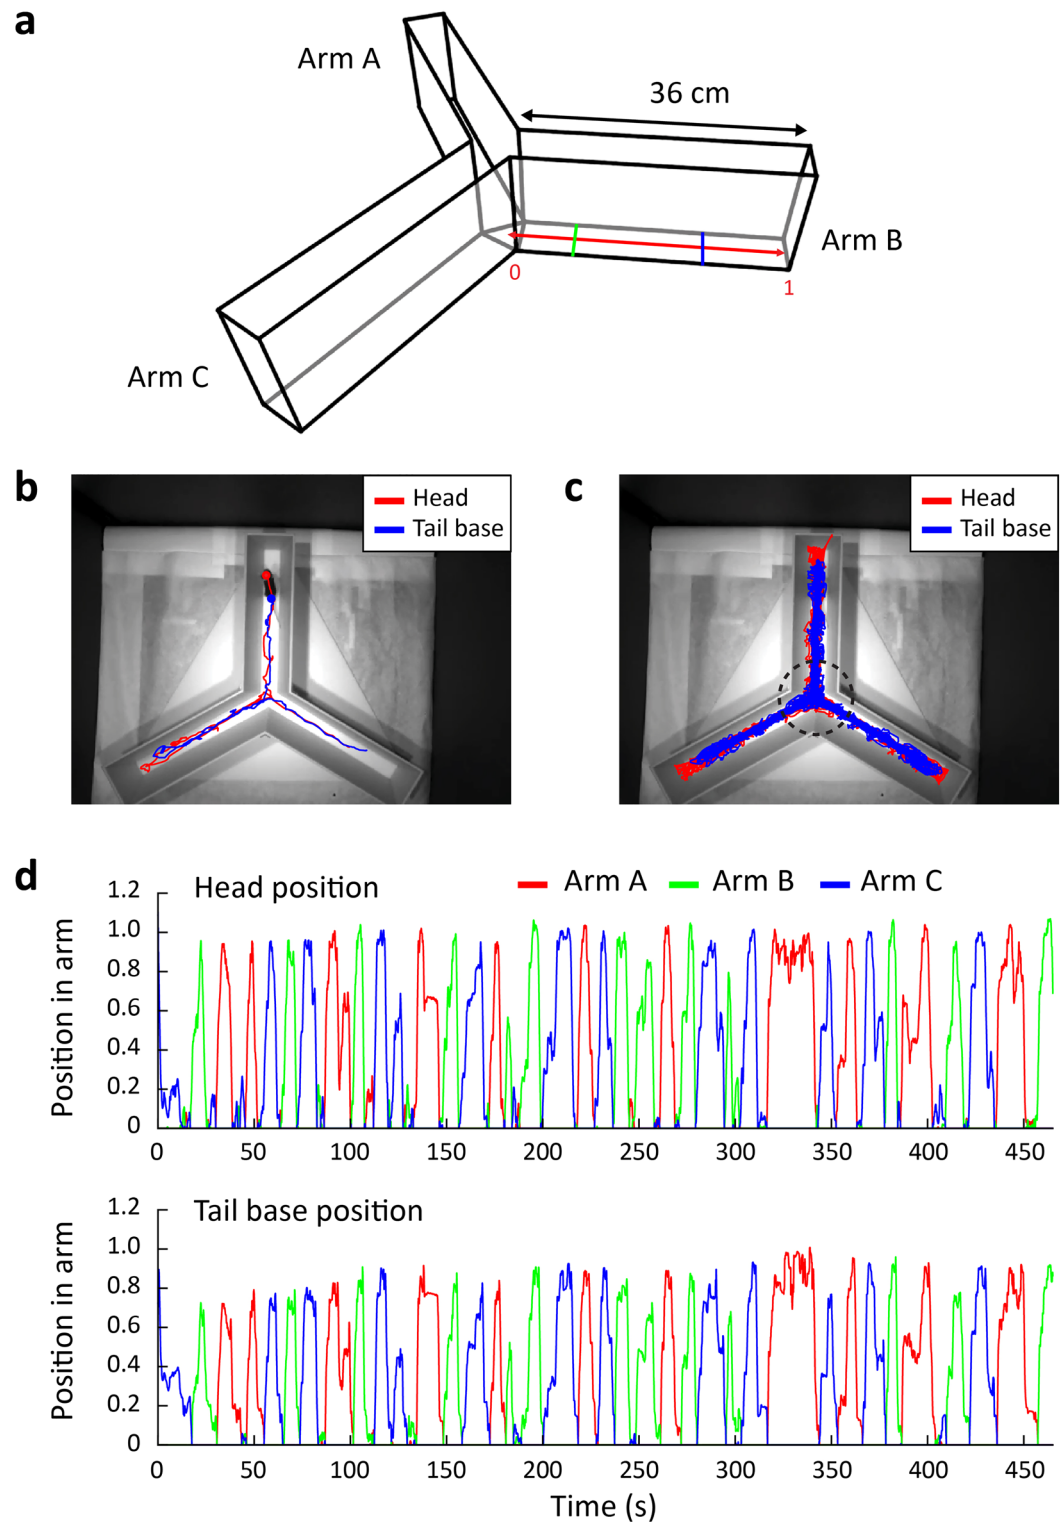 a
Arm A
36 cm
Arm B
0
1
Arm C
b
Head
Tail base
c
Head
Tail base
d
Head position
Arm A
Arm B
Arm C
Position in arm
1.2
1.0
0.8
0.6
0.4
0.2
0
0 50 100 150 200 250 300 350 400 450
Tail base position
Position in arm
1.2
1.0
0.8
0.6
0.4
0.2
0
0 50 100 150 200 250 300 350 400 450
Time (s)